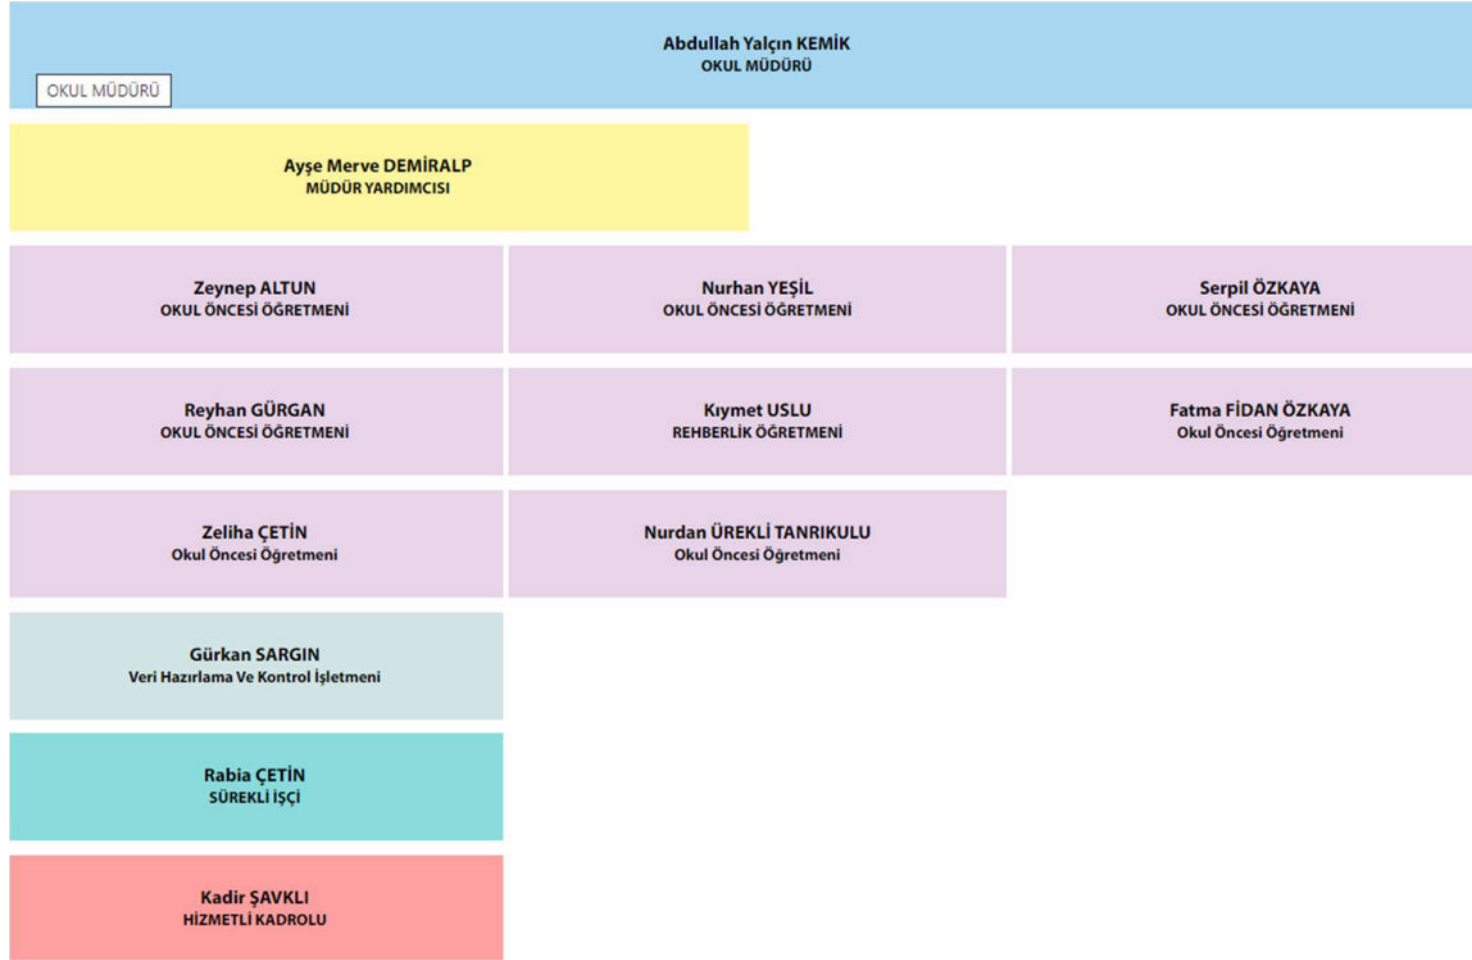 Abdullah Yalçın KEMİK
OKUL MÜDÜRÜ
OKUL MÜDÜRÜ
Ayşe Merve DEMİRALP
MÜDÜR YARDIMCISI
Zeynep ALTUN
OKUL ÖNCESİ ÖĞRETMENİ
Nurhan YEŞİL
OKUL ÖNCESİ ÖĞRETMENİ
Serpil ÖZKAYA
OKUL ÖNCESİ ÖĞRETMENİ
Reyhan GÜRGAN
OKUL ÖNCESİ ÖĞRETMENİ
Kıymet USLU
REHBERLİK ÖĞRETMENİ
Fatma FİDAN ÖZKAYA
Okul Öncesi Öğretmeni
Zeliha ÇETİN
Okul Öncesi Öğretmeni
Nurdan ÜREKLİ TANRIKULU
Okul Öncesi Öğretmeni
Gürkan SARGIN
Veri Hazırlama Ve Kontrol İşletmeni
Rabia ÇETİN
SÜREKLİ İŞÇİ
Kadir ŞAVKLI
HİZMETLİ KADROLU